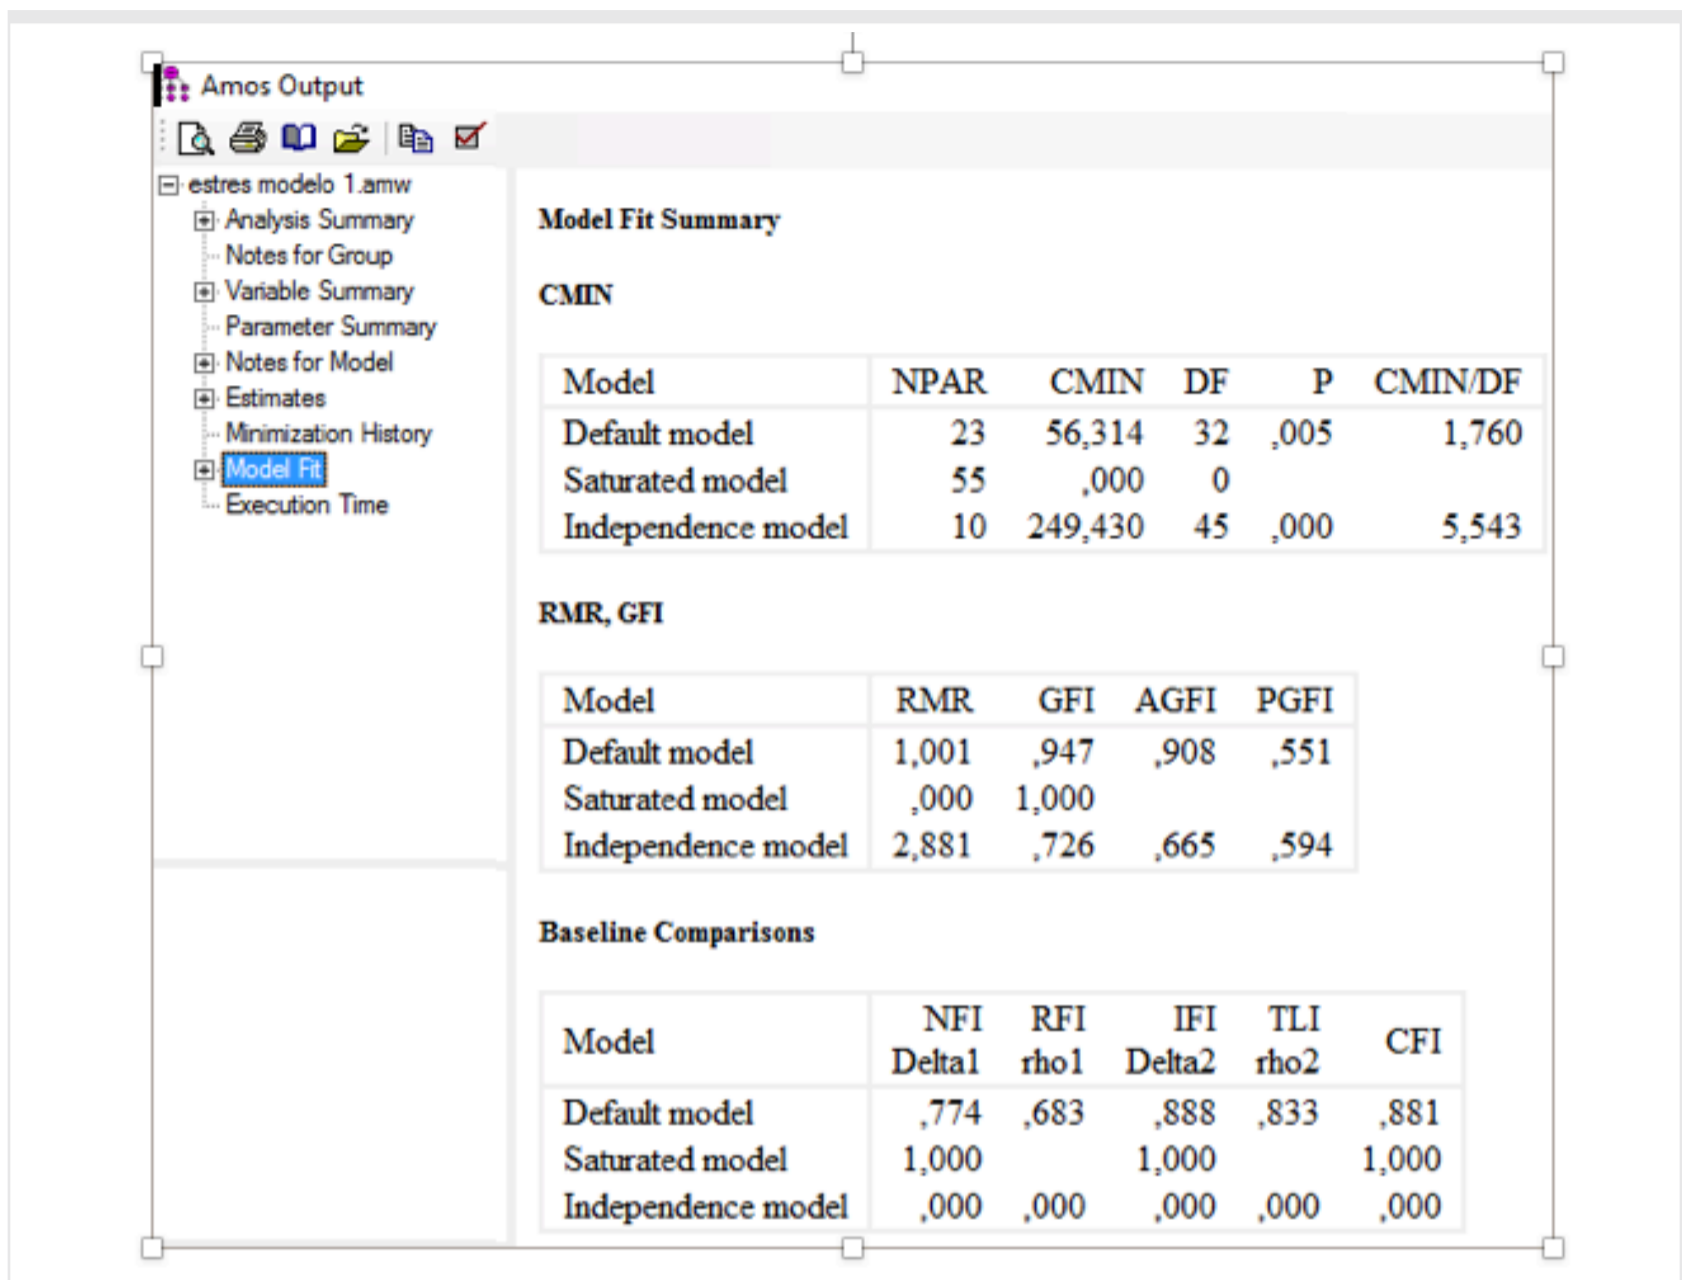 Amos Output
estres modelo 1.amw
Analysis Summary
Notes for Group
Variable Summary
Parameter Summary
Notes for Model
Estimates
Minimization History
Model Fit
Execution Time
Model Fit Summary
CMIN
Model NPAR CMIN DF P CMIN/DF
Default model 23 56,314 32 ,005 1,760
Saturated model 55 ,000 0
Independence model 10 249,430 45 ,000 5,543
RMR, GFI
Model RMR GFI AGFI PGFI
Default model 1,001 ,947 ,908 ,551
Saturated model ,000 1,000
Independence model 2,881 ,726 ,665 ,594
Baseline Comparisons
Model NFI RFI IFI TLI CFI
Delta1 rho1 Delta2 rho2
Default model ,774 ,683 ,888 ,833 ,881
Saturated model 1,000 1,000 1,000
Independence model ,000 ,000 ,000 ,000 ,000